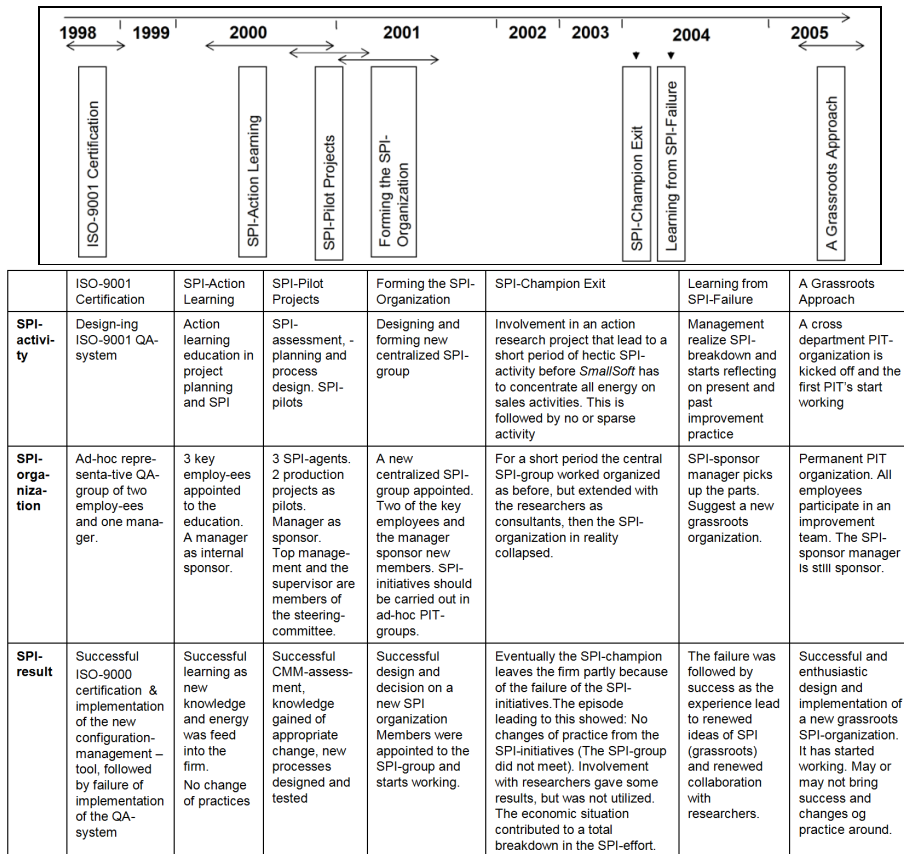 1998
1999
2000
2001
2002
2003
2004
2005
ISO-9001 Certification
SPI-Action Learning
SPI-Pilot Projects
Forming the SPI-
Organization
SPI-Champion Exit
Learning from SPI-Failure
A Grassroots Approach
ISO-9001
Certification
SPI-Action
Learning
SPI-Pilot
Projects
Forming the SPI-
Organization
SPI-Champion Exit
Learning from
SPI-Failure
A Grassroots
Approach
SPI-
activi-
ty
Design-ing
ISO-9001 QA-
system
Action
learning
education in
project
planning
and SPI
SPI-
assessment, -
planning and
process design. SPI-
pilots
Designing and
forming new
centralized SPI-
group
Involvement in an action
research project that lead to a
short period of hectic SPI-
activity before SmallSoft has
to concentrate all energy on
sales activities. This is
followed by no or sparse
activity
Management
realize SPI-
breakdown and
starts reflecting
on present and
past
improvement
practice
A cross
department PIT-
organization is
kicked off and the
first PIT's start
working
SPI-
orga-
niza-
tion
Ad-hoc repre-
senta-tive QA-
group of two
employ-ees
and one mana-
ger.
3 key
employ-ees
appointed
to the
education.
A manager
as internal
sponsor.
3 SPI-agents.
2 production
projects as
pilots.
Manager as
sponsor.
Top manage-
ment and the
supervisor are
members of
the steering-
committee.
A new
centralized SPI-
group appointed.
Two of the key
employees and
the manager
sponsor new
members. SPI-
initiatives should
be carried out in
ad-hoc PIT-
groups.
For a short period the central
SPI-group worked organized
as before, but extended with
the researchers as
consultants, then the SPI-
organization in reality
collapsed.
SPI-sponsor
manager picks
up the parts.
Suggest a new
grassroots
organization.
Permanent PIT
organization. All
employees
participate in an
improvement
team. The SPI-
sponsor manager
is still sponsor.
SPI-
result
Successful
ISO-9000
certification &
implementation
of the new
configuration-
management –
tool, followed
by failure of
implementation
of the QA-
system
Successful
learning as
new
knowledge
and energy
was feed
into the
firm.
No change
of practices
Successful
CMM-assess-
ment,
knowledge
gained of
appropriate
change, new
processes
designed and
tested
Successful
design and
decision on a
new SPI
organization
Members were
appointed to the
SPI-group and
starts working.
Eventually the SPI-champion
leaves the firm partly because
of the failure of the SPI-
initiatives.The episode
leading to this showed: No
changes of practice from the
SPI-initiatives (The SPI-group
did not meet). Involvement
with researchers gave some
results, but was not utilized.
The economic situation
contributed to a total
breakdown in the SPI-effort.
The failure was
followed by
success as the
experience lead
to renewed
ideas of SPI
(grassroots)
and renewed
collaboration
with
researchers.
Successful and
enthusiastic
design and
implementation of
a new grassroots
SPI-organization.
It has started
working. May or
may not bring
success and
changes og
practice around.